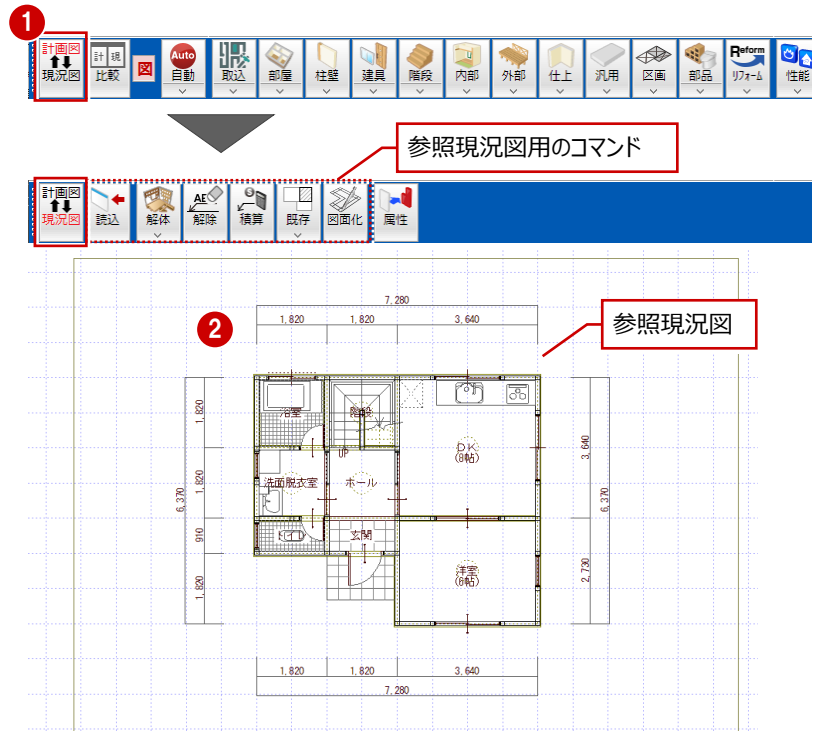 1
計画図
現況図
計 現
比較
図
Auto
自動
取込
部屋
柱壁
建具
階段
内部
外部
仕上
汎用
区画
部品
Reform
リフォーム
性能
参照現況図用のコマンド
計画図
現況図
読込
解体
AEC
解除
積算
既存
図面化
属性
2
参照現況図
7,280
1,820 1,820 3,640
1,820
1,820
910
1,820
6,370
浴室
階段
UP
DK
(8帖)
洗面脱衣室
ホール
玄関
洋室
(6帖)
3,640
2,730
6,370
1,820 1,820 3,640
7,280